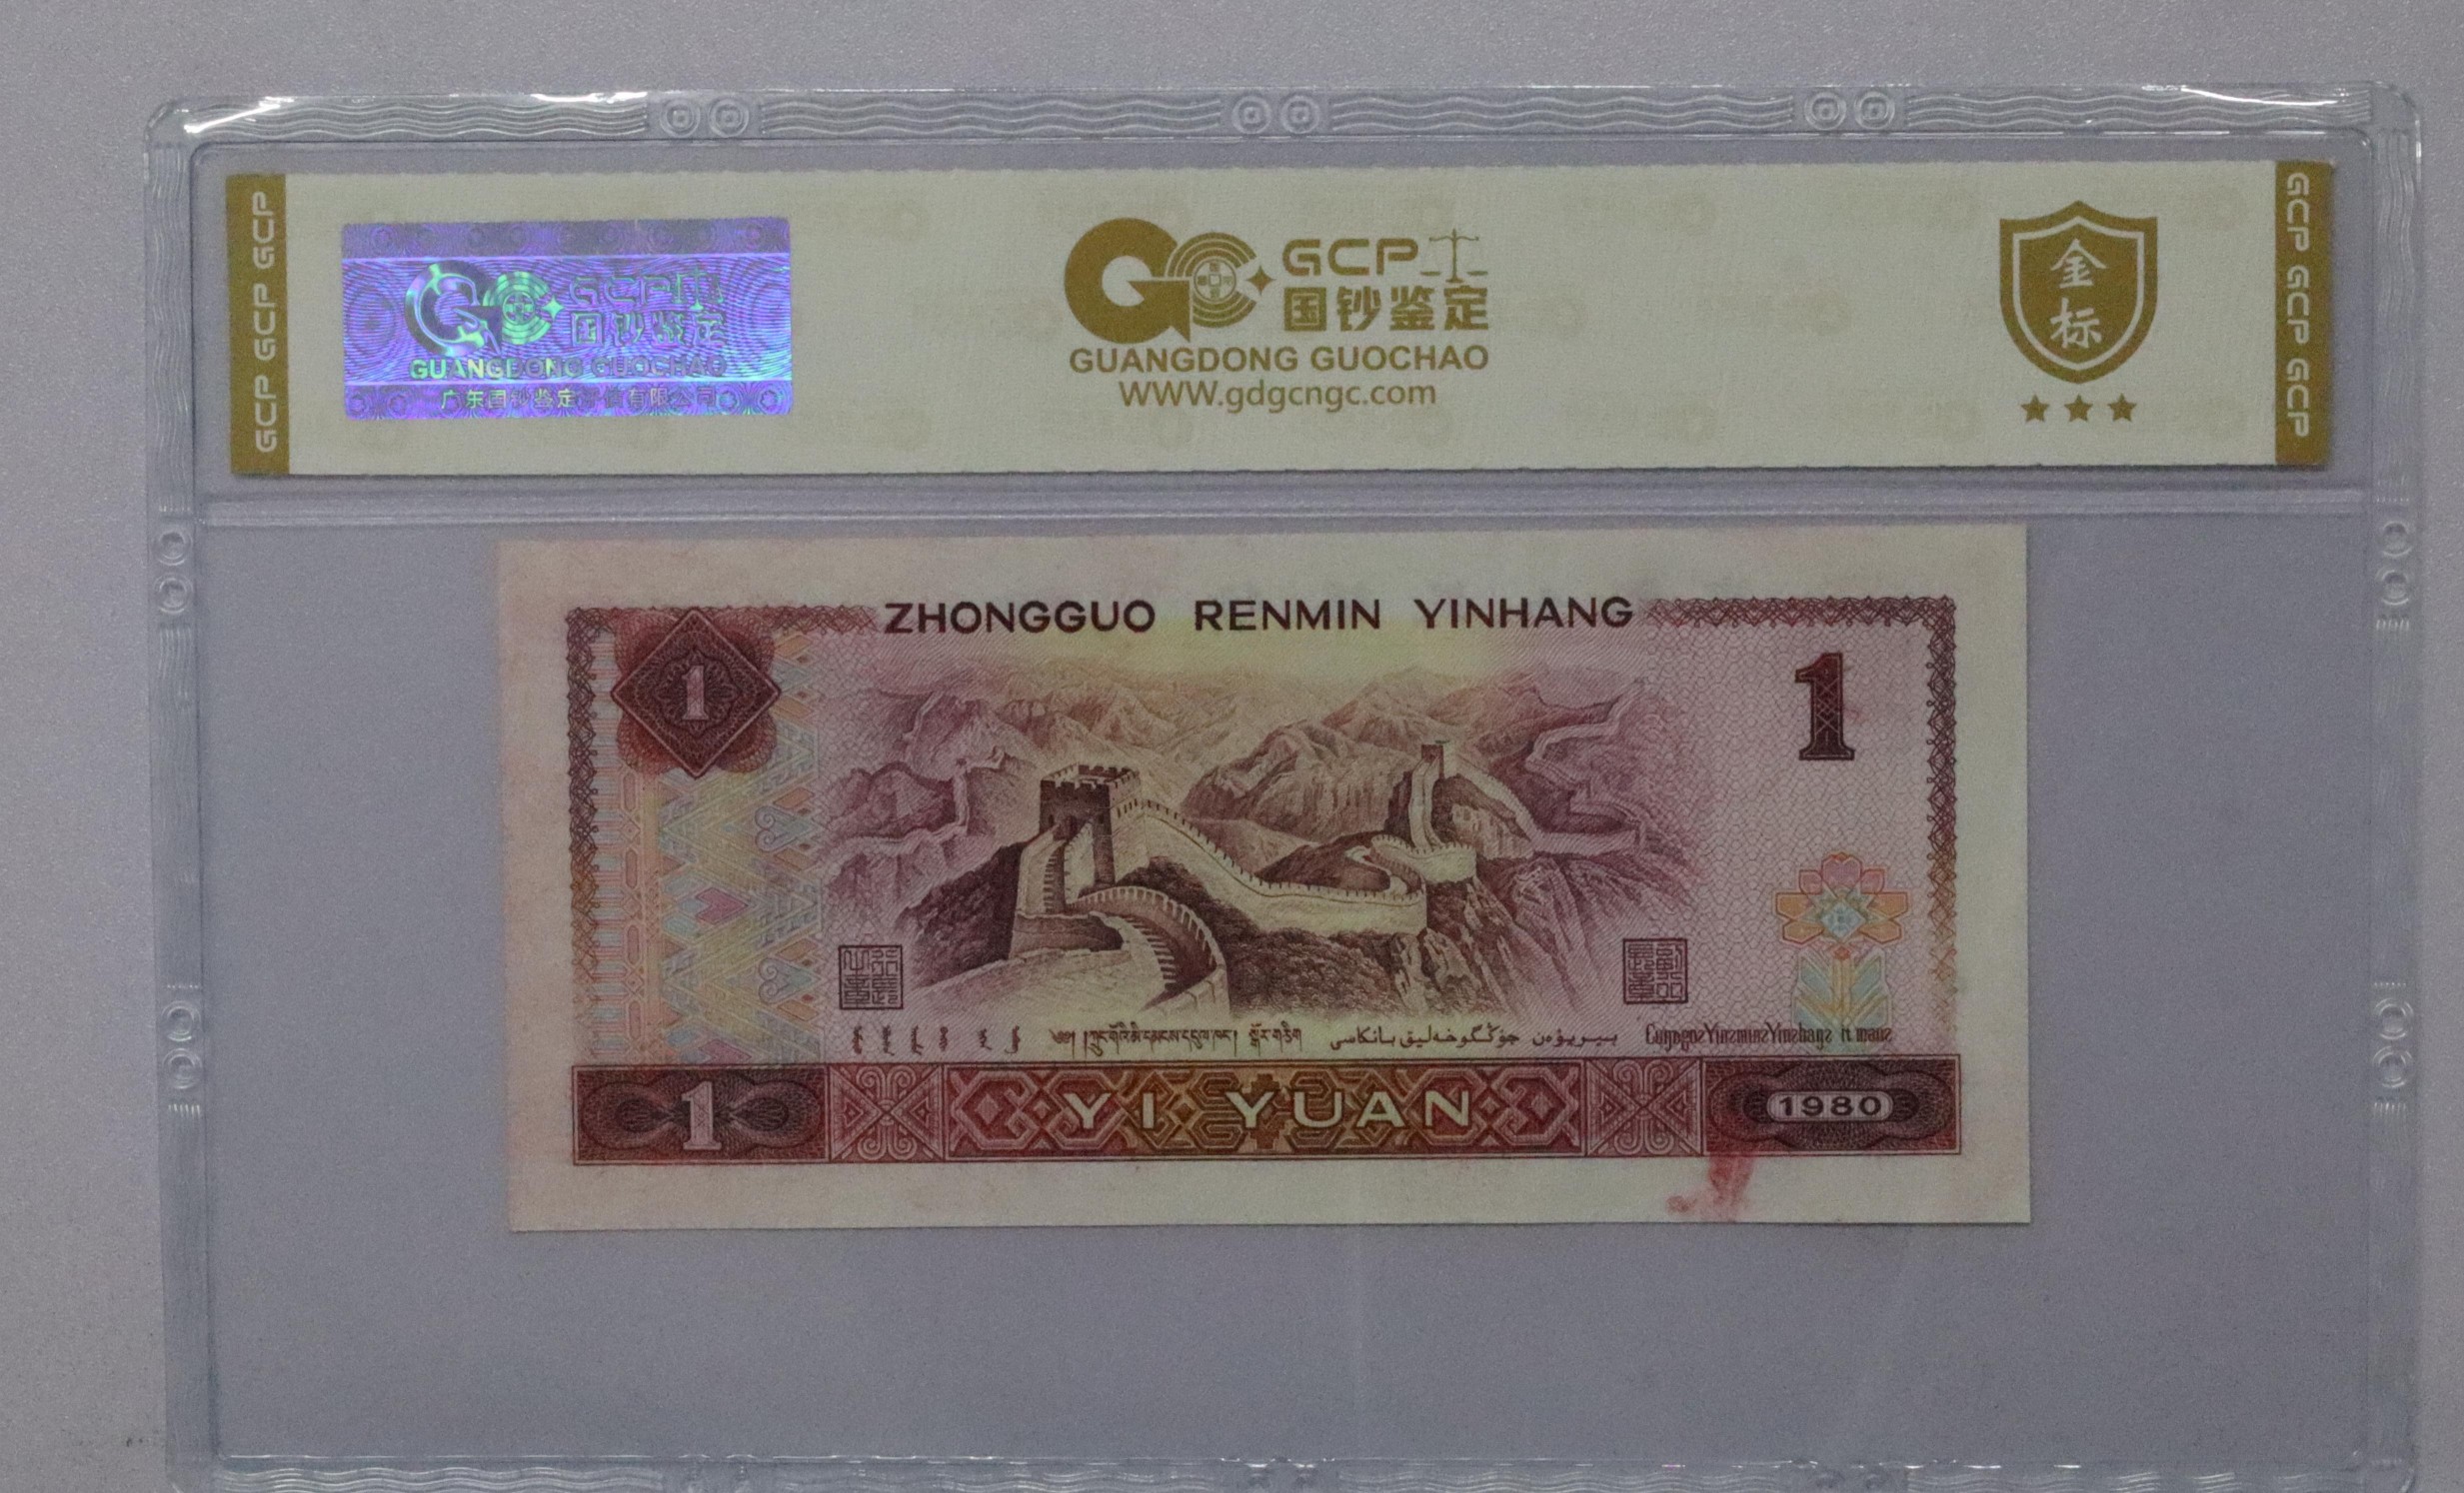 GCP GCP GCP
GCP
国钞鉴定
GUANGDONG GUOCHAO
广东国钞鉴定评估有限公司
GCP
国钞鉴定
GUANGDONG GUOCHAO
WWW.gdgcngc.com
金
标
GCP GCP GCP
ZHONGGUO RENMIN YINHANG
1
1
1
YI YUAN
1980